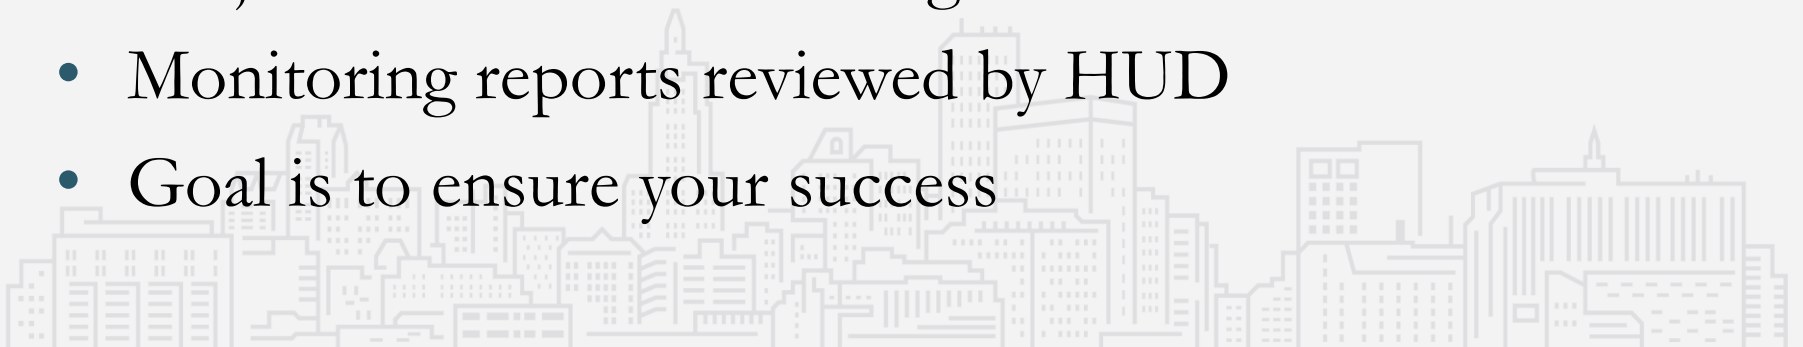 • Monitoring reports reviewed by HUD
• Goal is to ensure your success